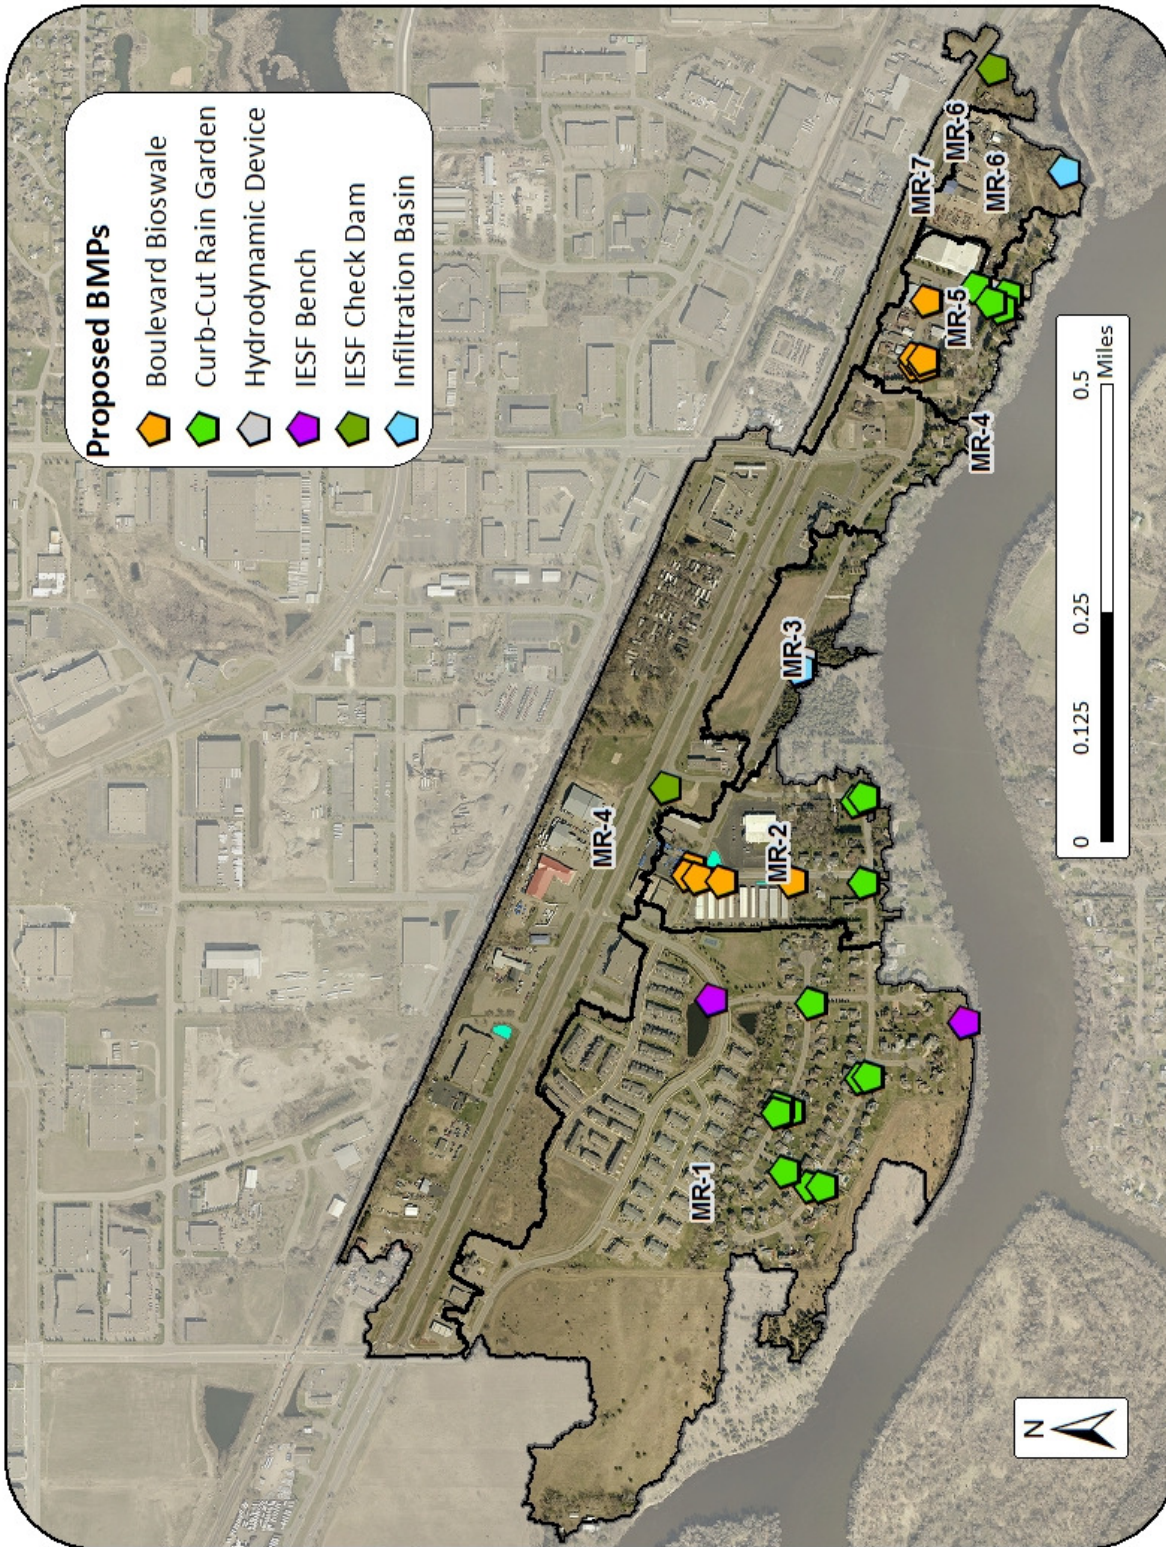 Proposed BMPs
Boulevard Bioswale
Curb-Cut Rain Garden
Hydrodynamic Device
IESF Bench
IESF Check Dam
Infiltration Basin
MR-7
MR-6
MR-6
MR-5
MR-4
MR-3
MR-4
MR-2
MR-1
0 0.125 0.25 0.5
Miles
N